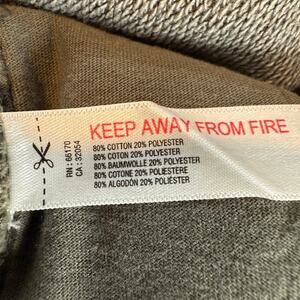 KEEP AWAY FROM FIRE
80% COTTON 20% POLYESTER
80% COTON 20% POLYESTER
80% BAUMWOLLE 20% POLYESTER
80% COTONE 20% POLIESTERE
80% ALGODÓN 20% POLIÉSTER
RN : 66170
CA : 32054